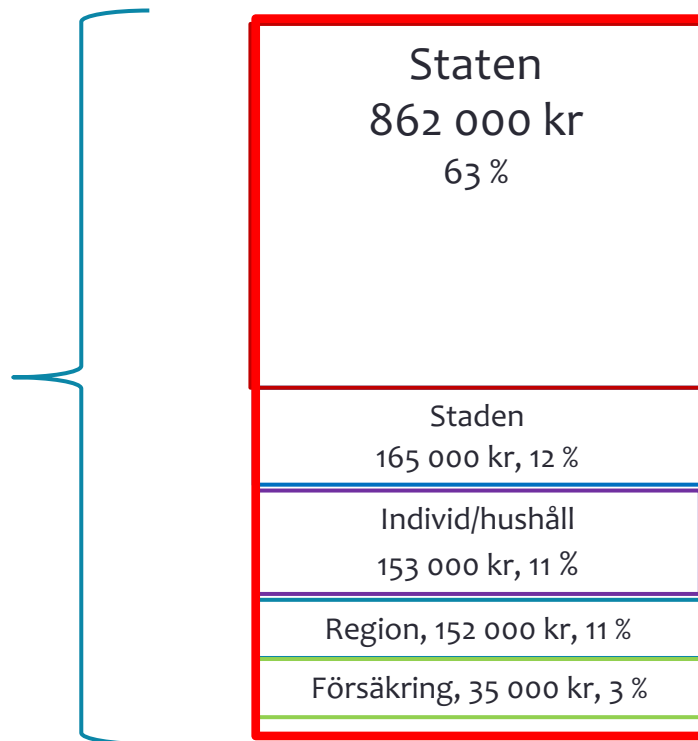 Staten
862 000 kr
63 %
Staden
165 000 kr, 12 %
Individ/hushåll
153 000 kr, 11 %
Region, 152 000 kr, 11 %
Försäkring, 35 000 kr, 3 %